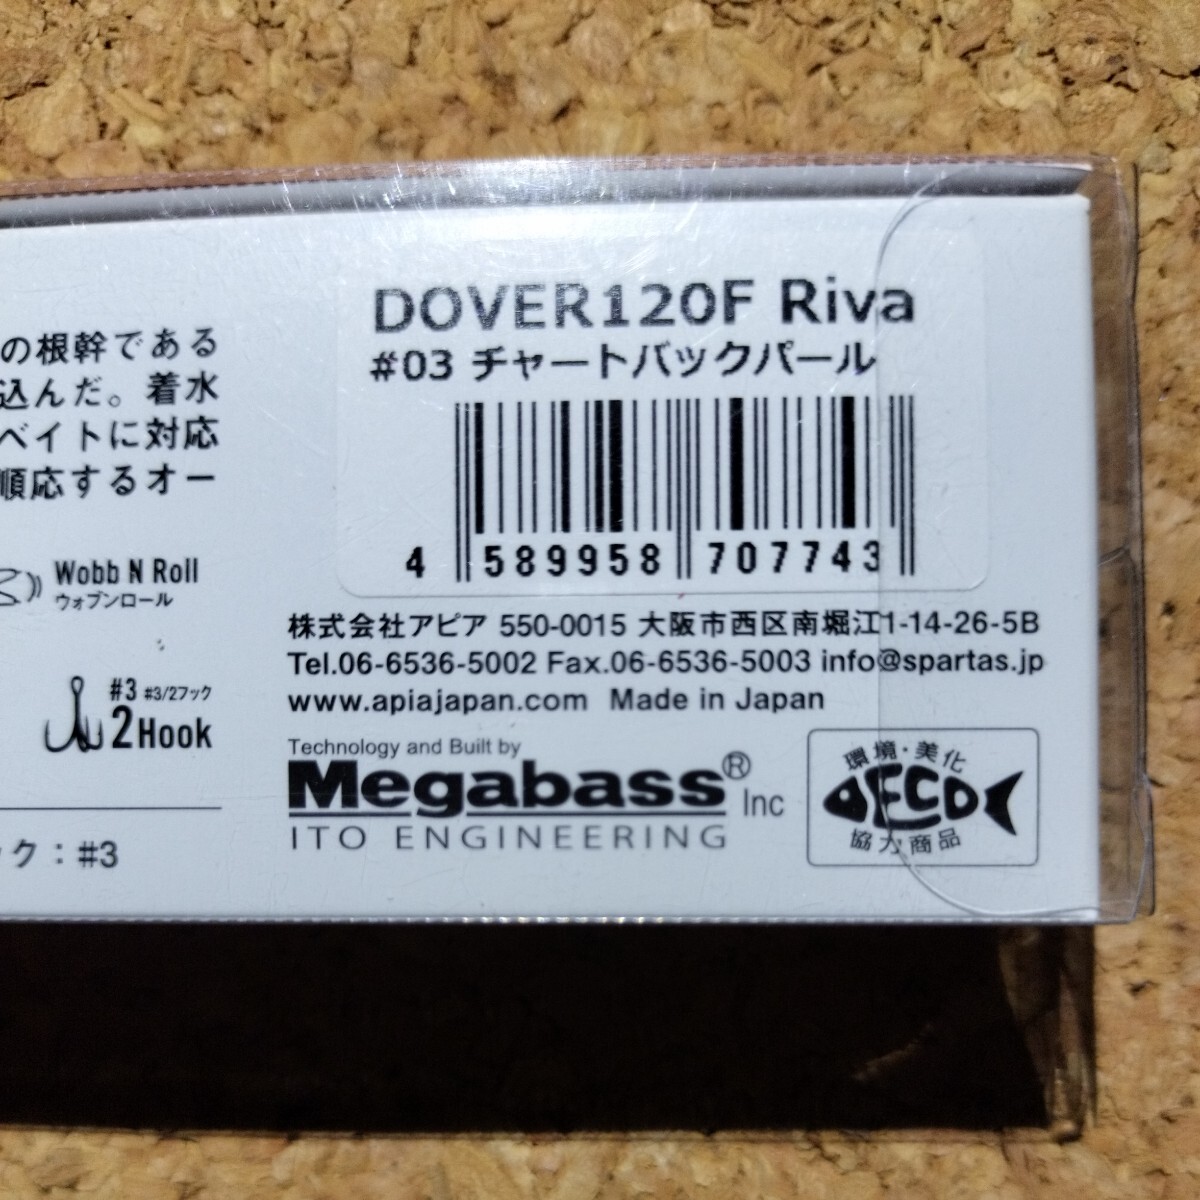 の根幹である
込んだ。着水
ベイトに対応
順応するオー
Wobb N Roll
ウォブンロール
#3 #3/2フック
2Hook
ック：#3
DOVER120F Riva
#03 チャートバックパール
4 589958 707743
株式会社アピア 550-0015 大阪市西区南堀江1-14-26-5B
Tel.06-6536-5002 Fax.06-6536-5003 info@spartas.jp
www.apiajapan.com Made in Japan
Technology and Built by
Megabass® Inc
ITO ENGINEERING
環境・美化
ECO
協力商品